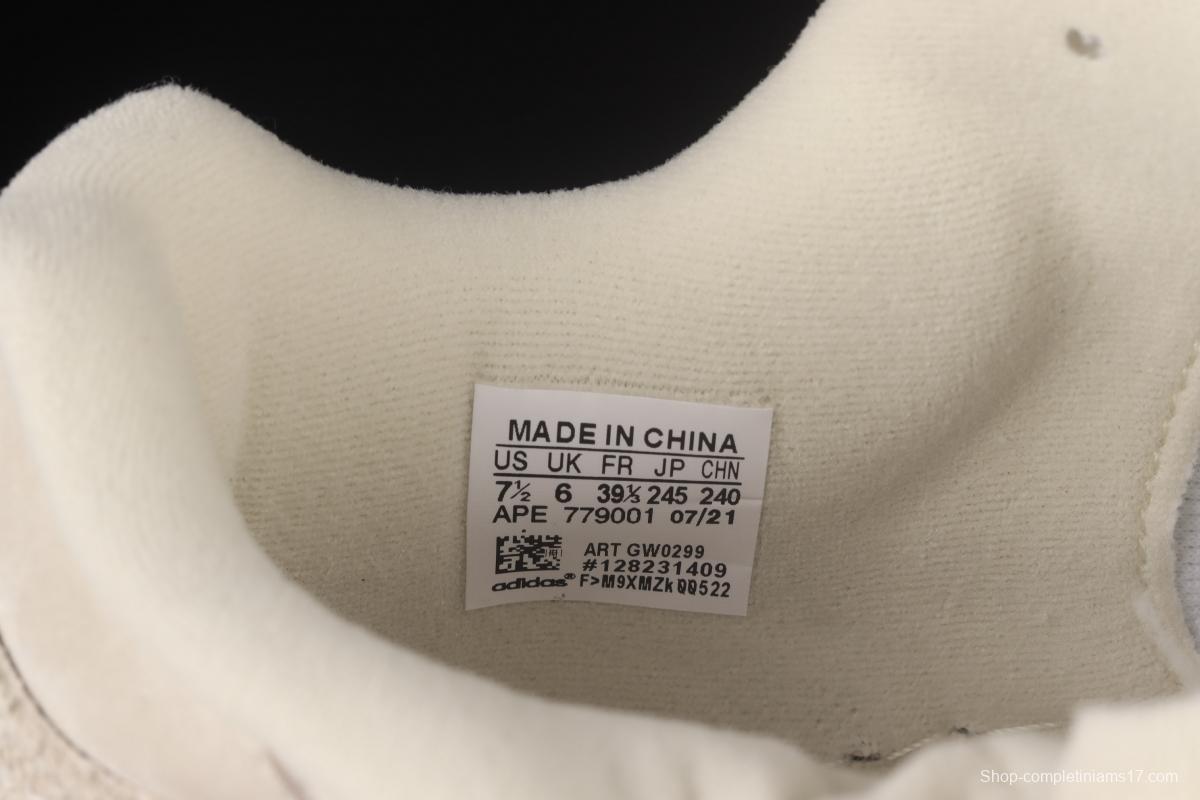 MADE IN CHINA
US UK FR JP CHN
7½ 6 39⅓ 245 240
APE 779001 07/21
ART GW0299
#128231409
adidas® F>M9XMZkQQ522
Shop-completiniams17.com